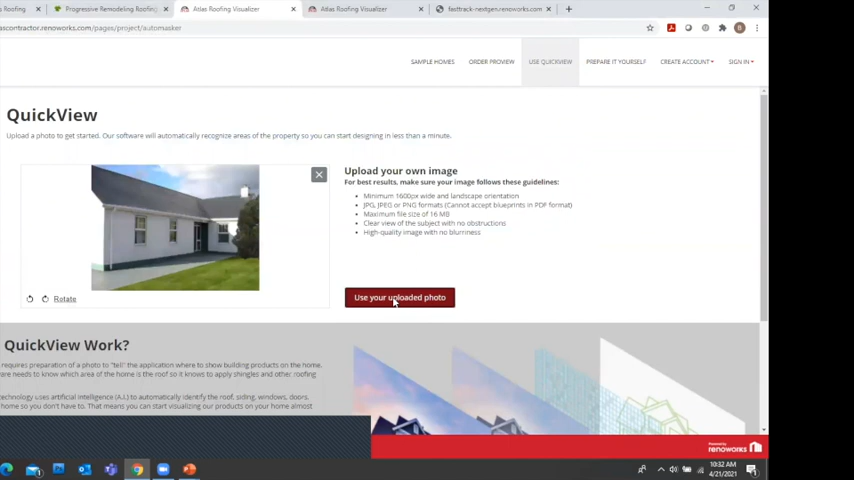 Roofing
Progressive Remodeling Roofing
Atlas Roofing Visualizer
Atlas Roofing Visualizer
fasttrack-nextgen.renoworks.com
ascontractor.renoworks.com/pages/project/automasker
B
SAMPLE HOMES
ORDER PROVIEW
USE QUICKVIEW
PREPARE IT YOURSELF
CREATE ACCOUNT
SIGN IN
QuickView
Upload a photo to get started. Our software will automatically recognize areas of the property so you can start designing in less than a minute.
Upload your own image
For best results, make sure your image follows these guidelines:
• Minimum 1600px wide and landscape orientation
• JPG, JPEG or PNG formats (Cannot accept blueprints in PDF format)
• Maximum file size of 16 MB
• Clear view of the subject with no obstructions
• High-quality image with no blurriness
Rotate
Use your uploaded photo
QuickView Work?
requires preparation of a photo to "tell" the application where to show building products on the home.
are needs to know which area of the home is the roof so it knows to apply shingles and other roofing
technology uses artificial intelligence (A.I.) to automatically identify the roof, siding, windows, doors,
home so you don't have to. That means you can start visualizing our products on your home almost
Powered by
renoworks
10:32 AM
4/21/2021